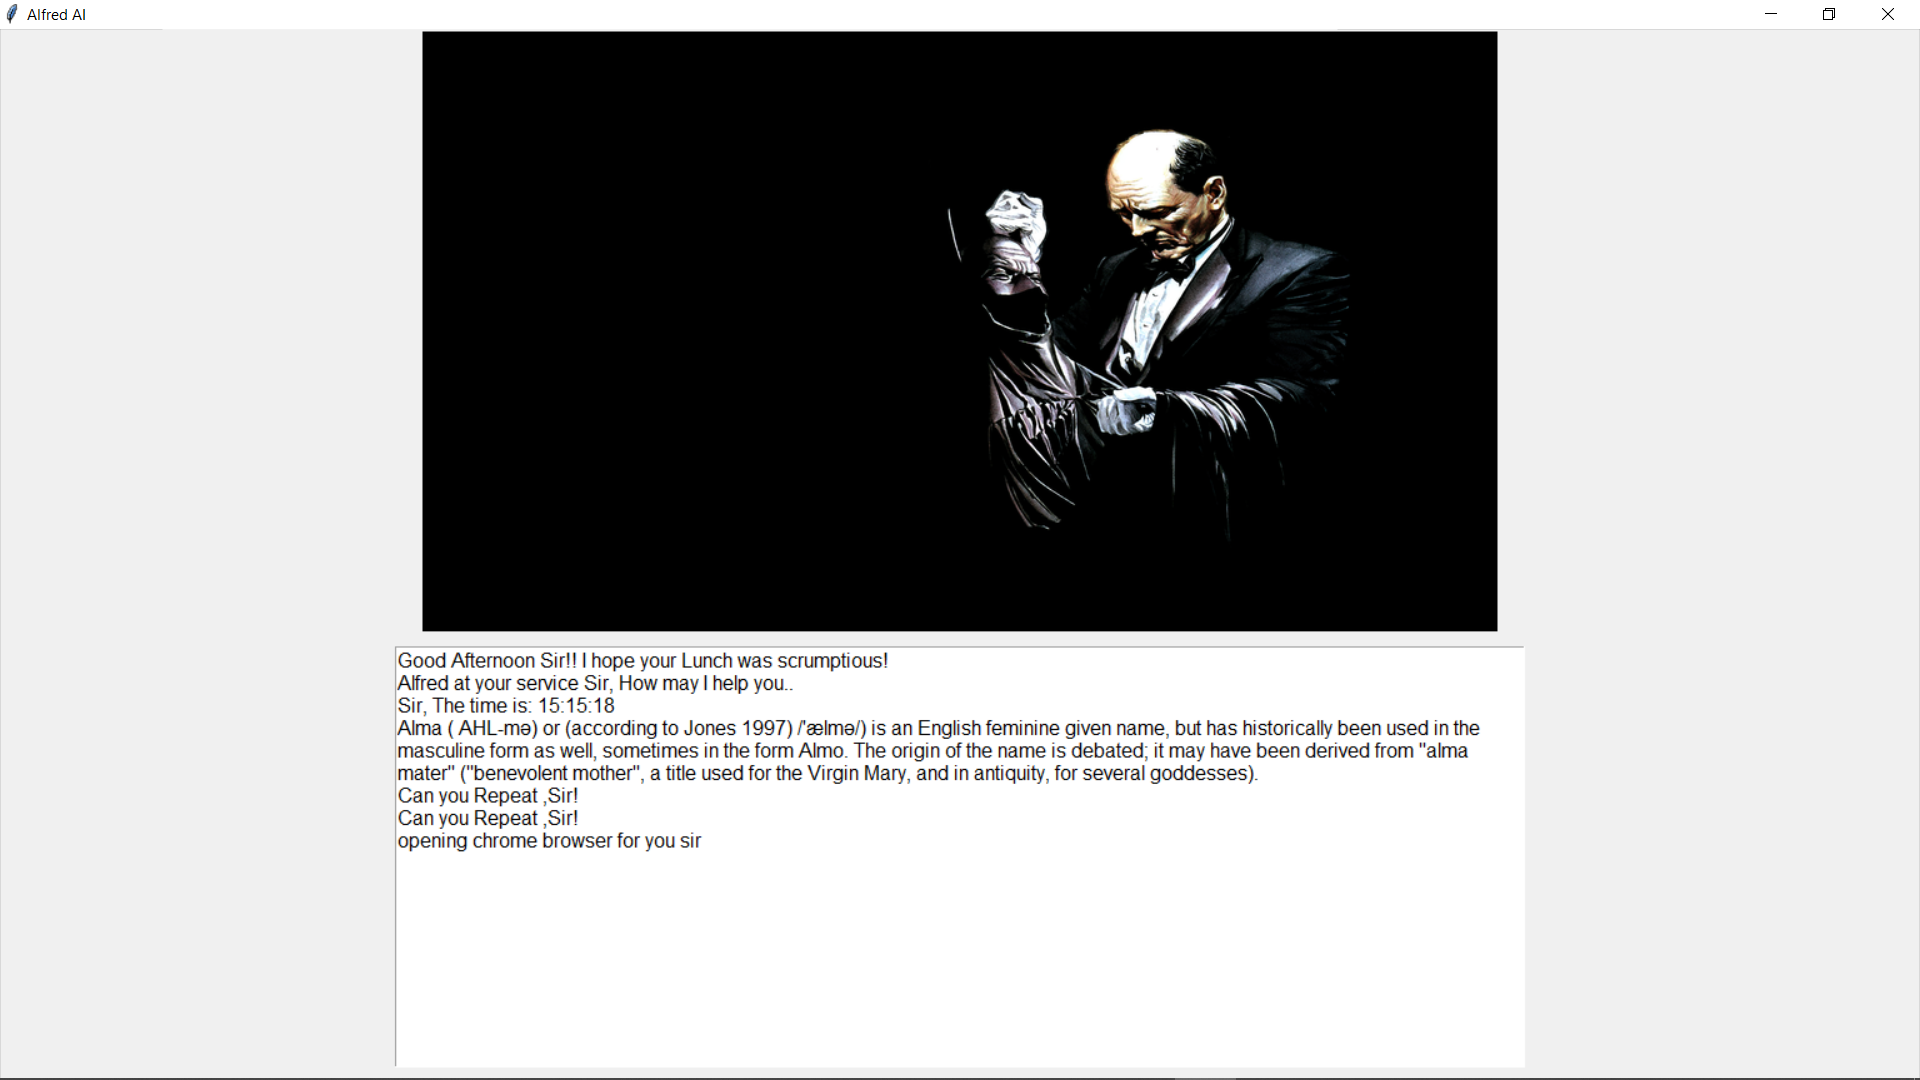 Alfred AI
Good Afternoon Sir!! I hope your Lunch was scrumptious!
Alfred at your service Sir, How may I help you..
Sir, The time is: 15:15:18
Alma ( AHL-mə) or (according to Jones 1997) /'ælmə/) is an English feminine given name, but has historically been used in the
masculine form as well, sometimes in the form Almo. The origin of the name is debated; it may have been derived from "alma
mater" ("benevolent mother", a title used for the Virgin Mary, and in antiquity, for several goddesses).
Can you Repeat ,Sir!
Can you Repeat ,Sir!
opening chrome browser for you sir